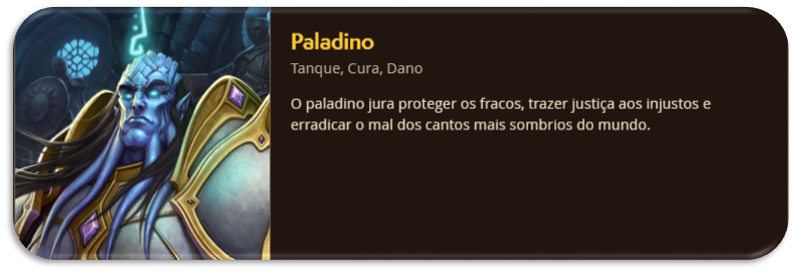 Paladino
Tanque, Cura, Dano
O paladino jura proteger os fracos, trazer justiça aos injustos e
erradicar o mal dos cantos mais sombrios do mundo.